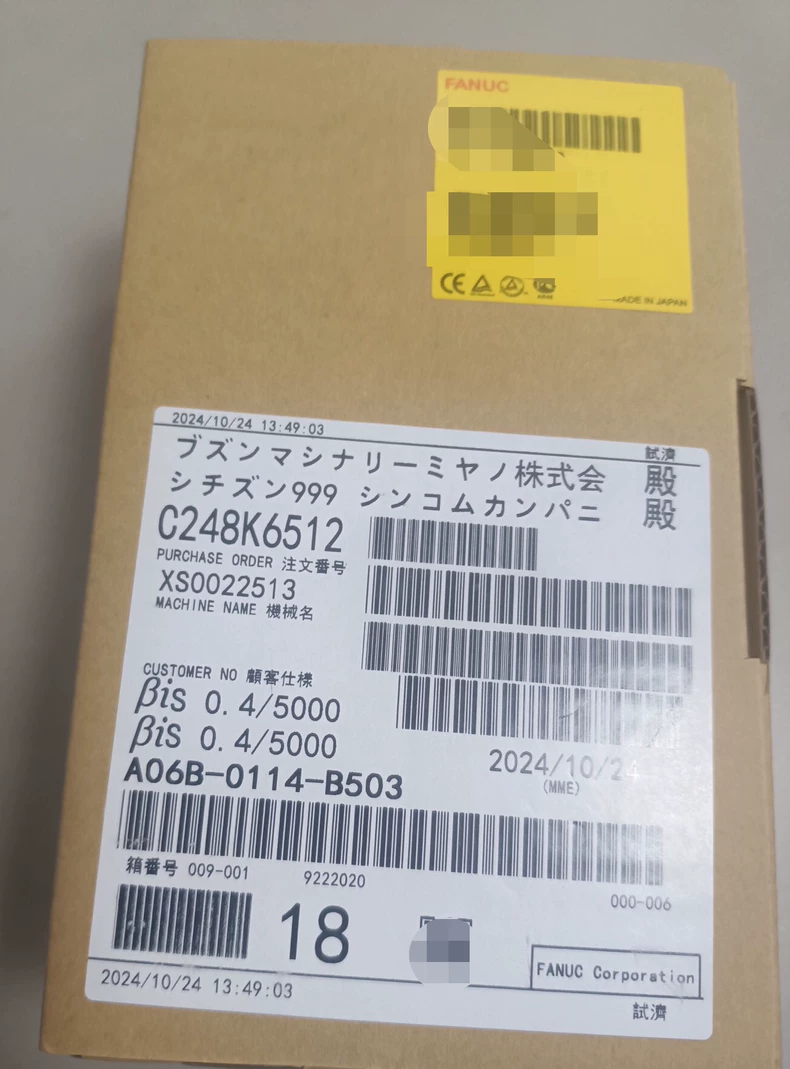 FANUC
MADE IN JAPAN
2024/10/24 13:49:03
試済
ブズンマシナリーミヤノ株式会 殿
シチズン999 シンコムカンパニ 殿
C248K6512
PURCHASE ORDER 注文番号
XS0022513
MACHINE NAME 機械名
CUSTOMER NO 顧客仕様
βis 0.4/5000
βis 0.4/5000
2024/10/24
(MME)
A06B-0114-B503
箱番号 009-001 9222020
000-006
18
FANUC Corporation
2024/10/24 13:49:03
試済